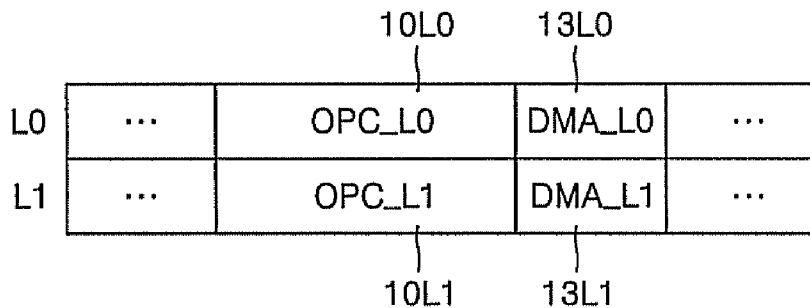 10L0 13L0
L0 ... OPC_L0 DMA_L0 ...
L1 ... OPC_L1 DMA_L1 ...
10L1 13L1